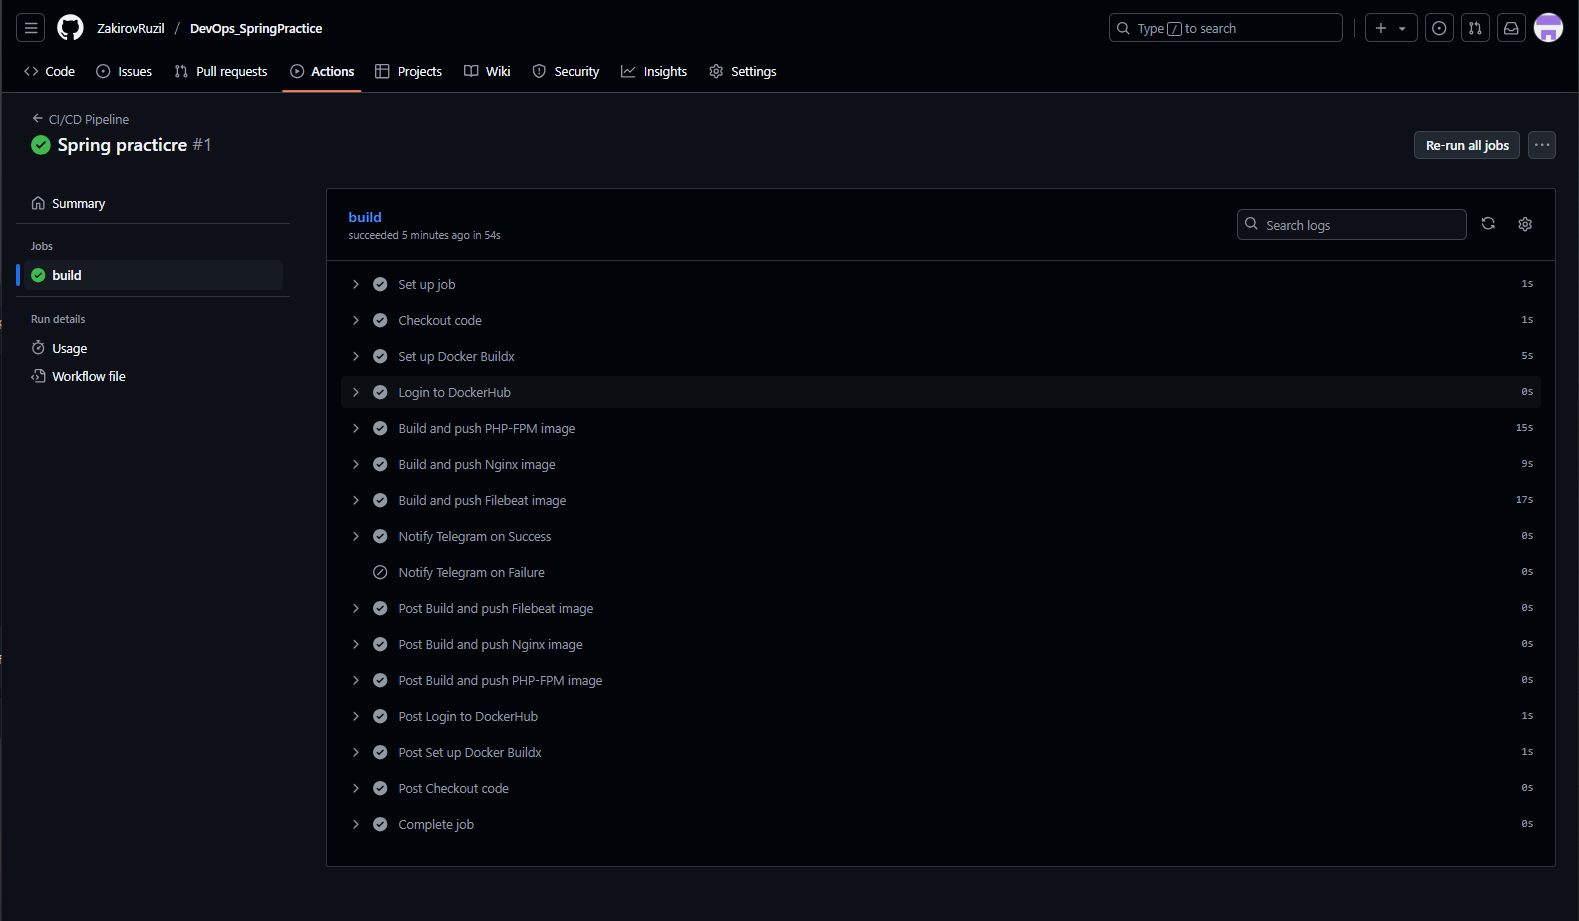 ZakirovRuzil / DevOps_SpringPractice
Type / to search
Code Issues Pull requests Actions Projects Wiki Security Insights Settings
CI/CD Pipeline
Spring practicre #1
Re-run all jobs
Summary
Jobs
build
Run details
Usage
Workflow file
build
succeeded 5 minutes ago in 54s
Search logs
Set up job 1s
Checkout code 1s
Set up Docker Buildx 5s
Login to DockerHub 0s
Build and push PHP-FPM image 15s
Build and push Nginx image 9s
Build and push Filebeat image 17s
Notify Telegram on Success 0s
Notify Telegram on Failure 0s
Post Build and push Filebeat image 0s
Post Build and push Nginx image 0s
Post Build and push PHP-FPM image 0s
Post Login to DockerHub 1s
Post Set up Docker Buildx 1s
Post Checkout code 0s
Complete job 0s